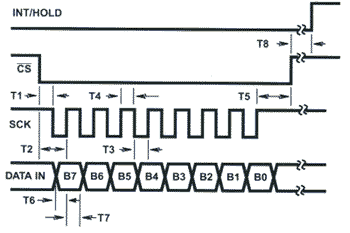 INT/HOLD
T8
CS
T1
T4
T5
SCK
T2
T3
DATA IN
B7 B6 B5 B4 B3 B2 B1 B0
T6
T7